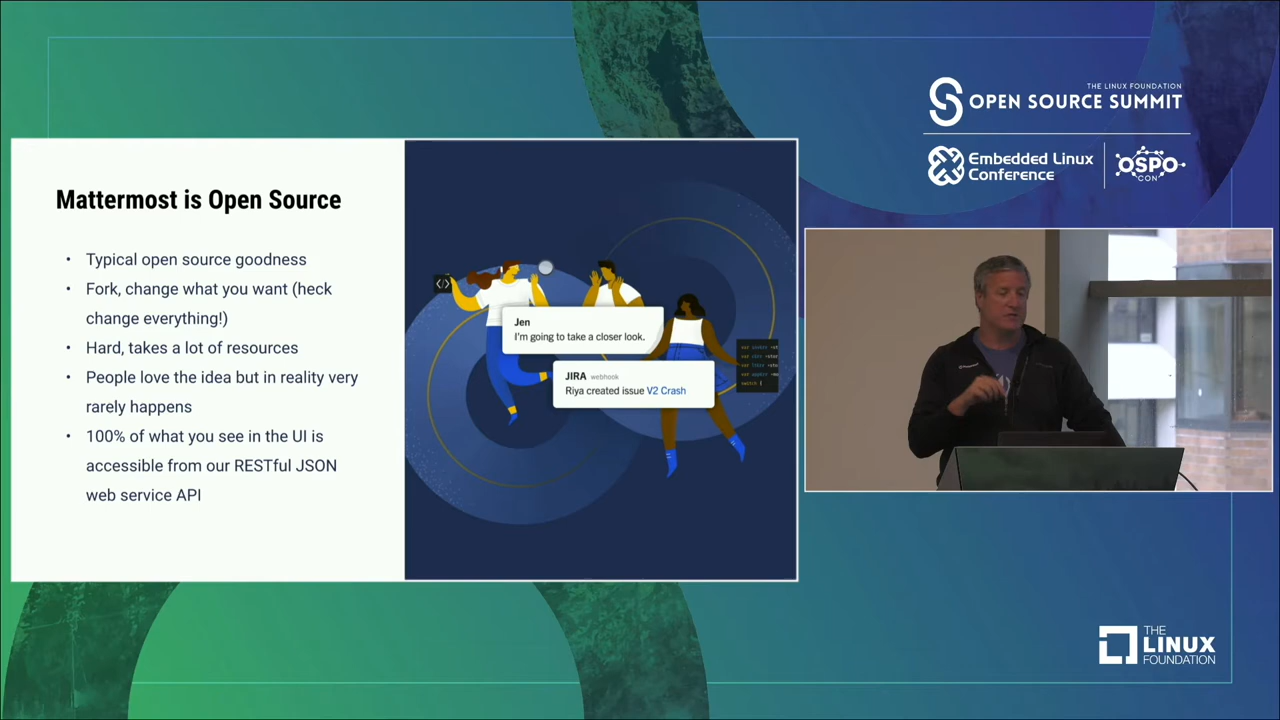 Mattermost is Open Source
• Typical open source goodness
• Fork, change what you want (heck
change everything!)
• Hard, takes a lot of resources
• People love the idea but in reality very
rarely happens
• 100% of what you see in the UI is
accessible from our RESTful JSON
web service API
</>
Jen
I'm going to take a closer look.
JIRA webhook
Riya created issue V2 Crash
switch
THE LINUX FOUNDATION
OPEN SOURCE SUMMIT
Embedded Linux
Conference
OSPO
CON
THE
LINUX
FOUNDATION